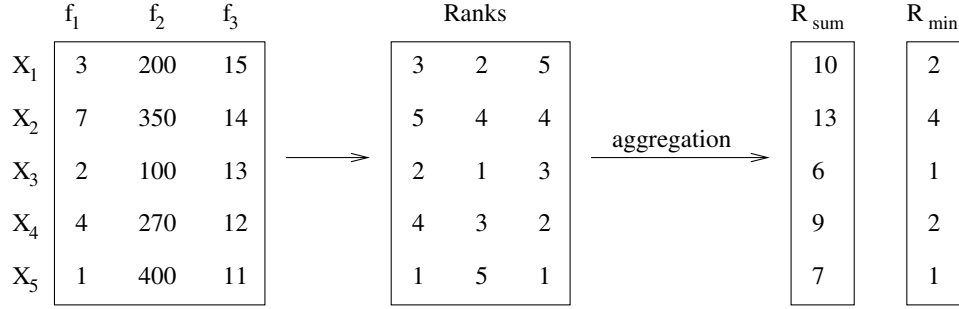 f1 f2 f3 Ranks R sum R min
X1 3 200 15 3 2 5 10 2
X2 7 350 14 5 4 4 13 4
aggregation
X3 2 100 13 2 1 3 6 1
X4 4 270 12 4 3 2 9 2
X5 1 400 11 1 5 1 7 1